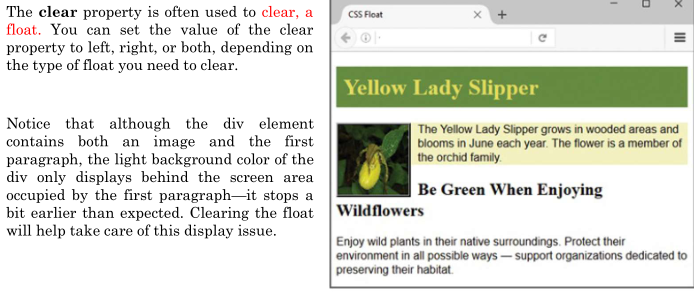 The clear property is often used to clear, a
float. You can set the value of the clear
property to left, right, or both, depending on
the type of float you need to clear.
Notice that although the div element
contains both an image and the first
paragraph, the light background color of the
div only displays behind the screen area
occupied by the first paragraph—it stops a
bit earlier than expected. Clearing the float
will help take care of this display issue.
CSS Float
Yellow Lady Slipper
The Yellow Lady Slipper grows in wooded areas and
blooms in June each year. The flower is a member of
the orchid family.
Be Green When Enjoying
Wildflowers
Enjoy wild plants in their native surroundings. Protect their
environment in all possible ways — support organizations dedicated to
preserving their habitat.